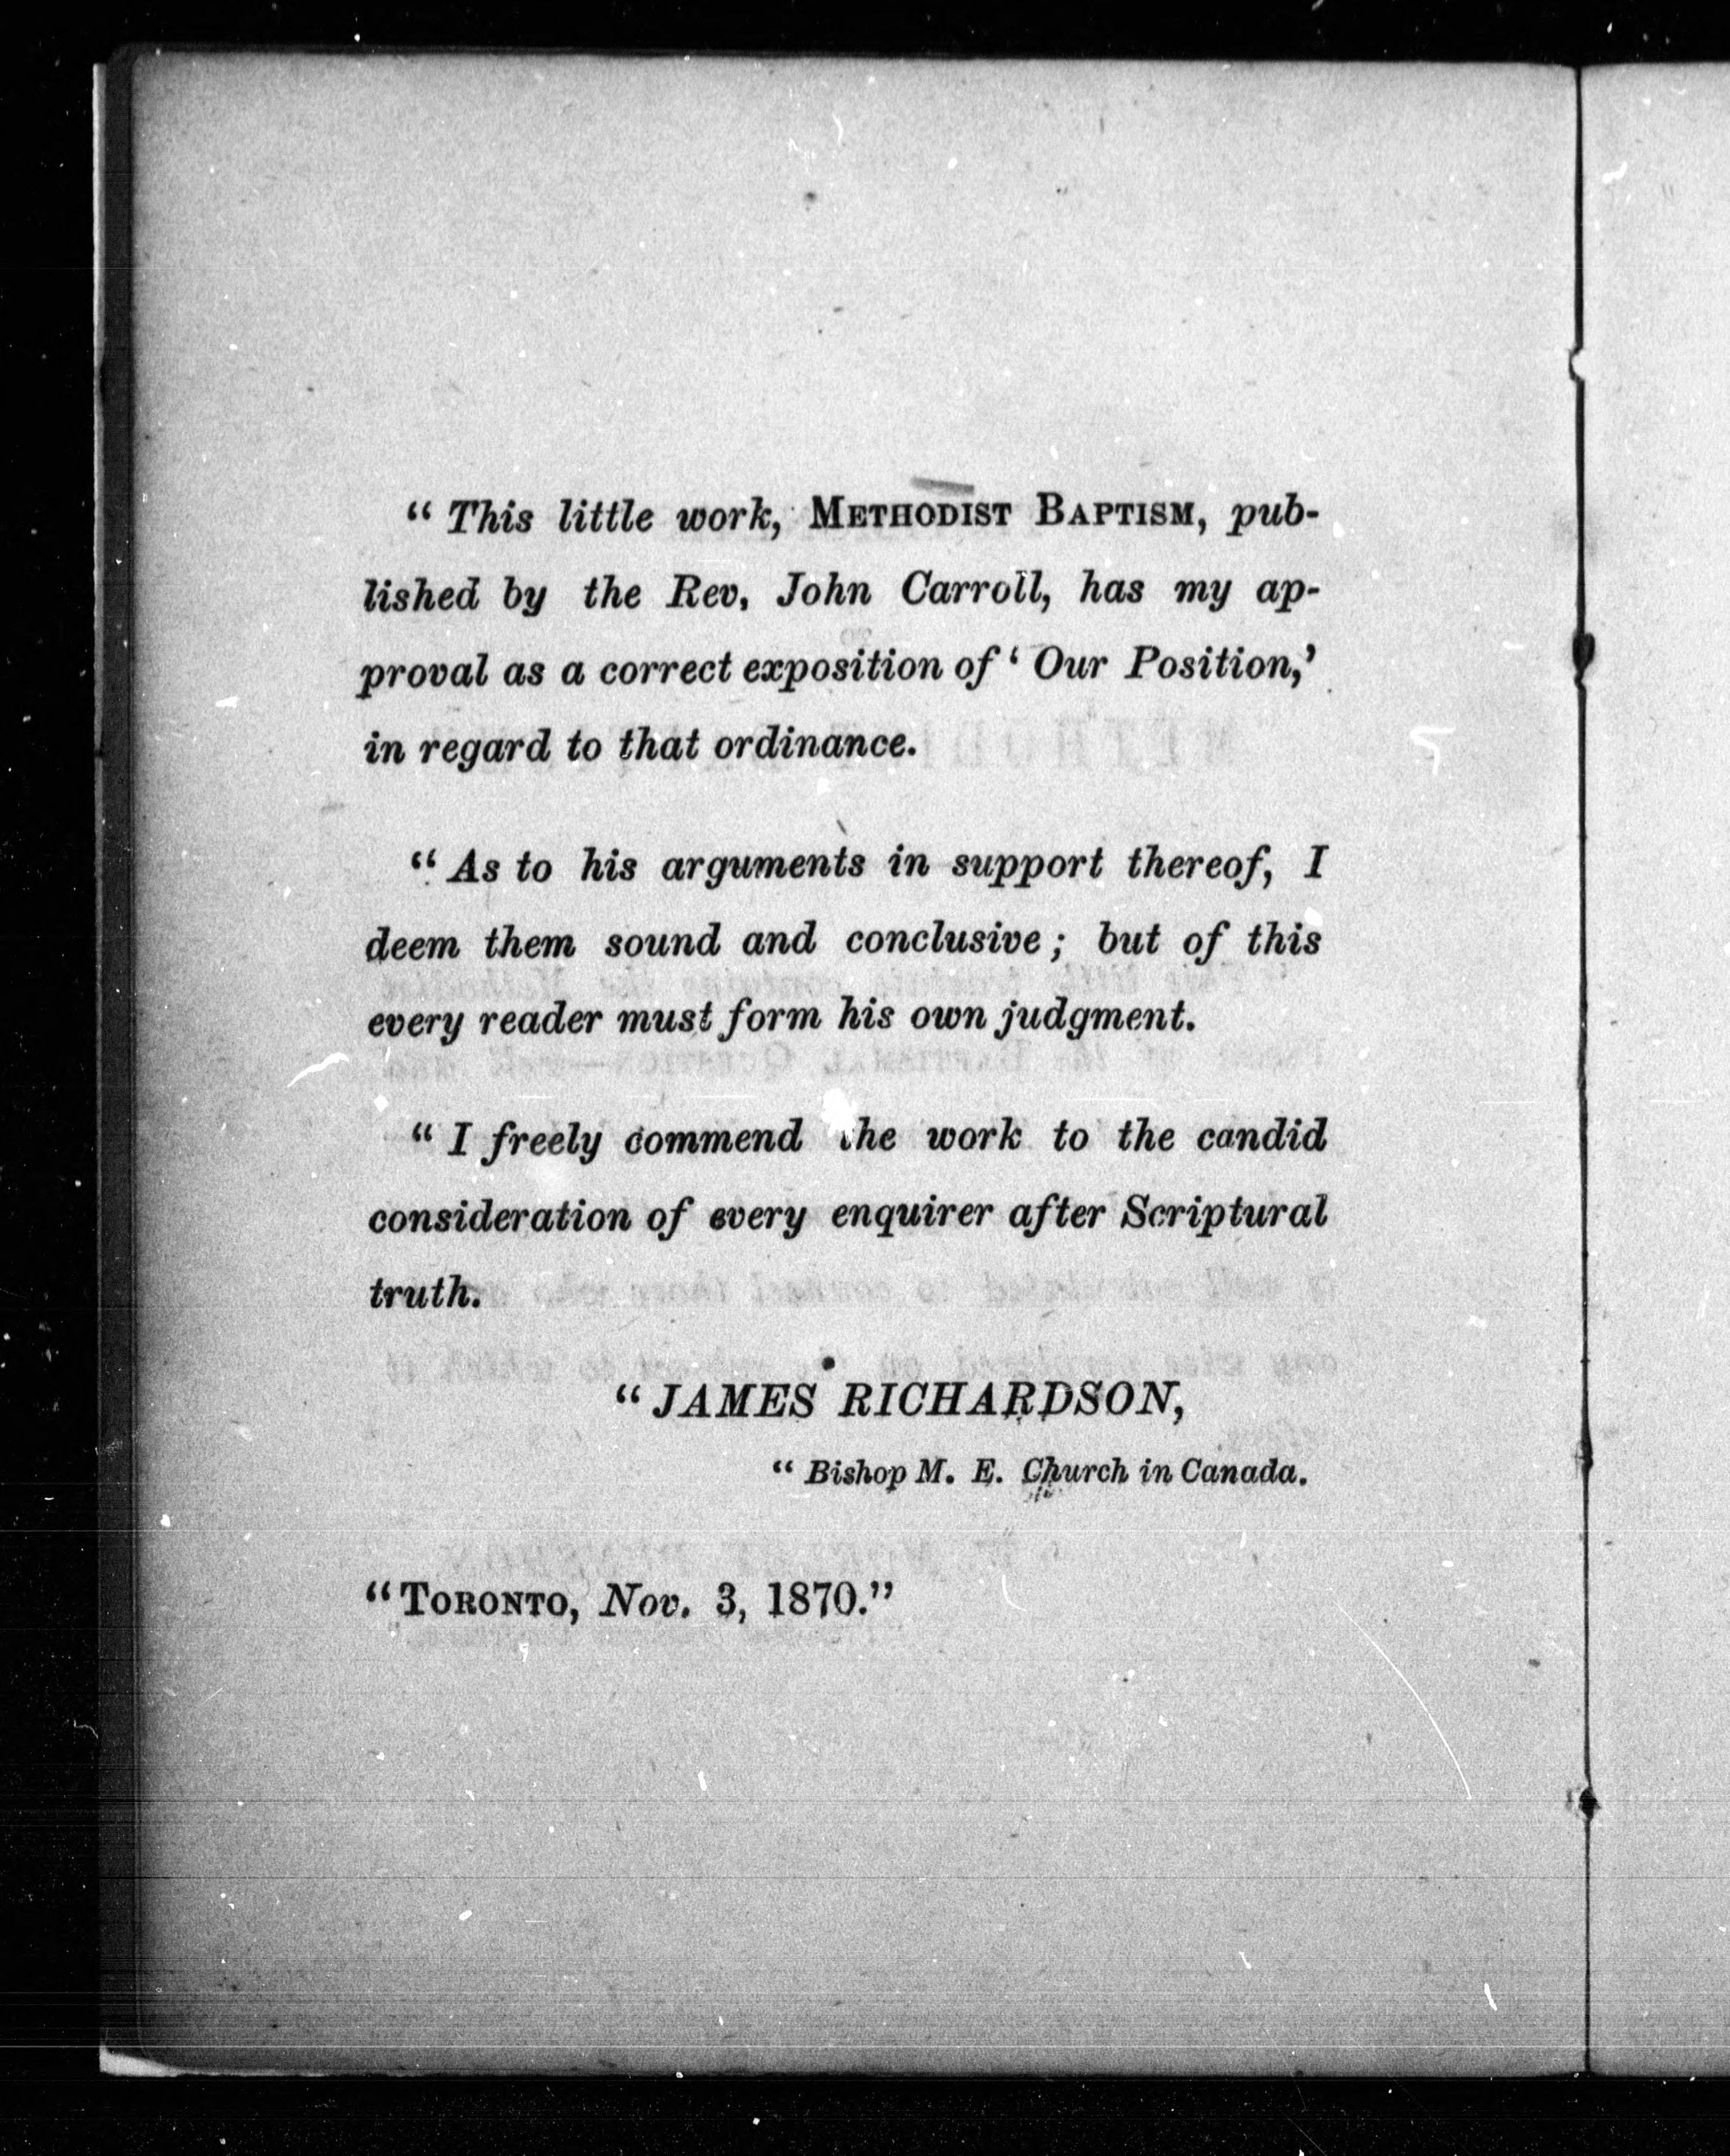 “ This little work, METHODIST BAPTISM, pub-
lished by the Rev. John Carroll, has my ap-
proval as a correct exposition of ‘ Our Position,’
in regard to that ordinance.
“ As to his arguments in support thereof, I
deem them sound and conclusive ; but of this
every reader must form his own judgment.
“ I freely commend the work to the candid
consideration of every enquirer after Scriptural
truth.
“ JAMES RICHARDSON,
“ Bishop M. E. Church in Canada.
“ TORONTO, Nov. 3, 1870.”